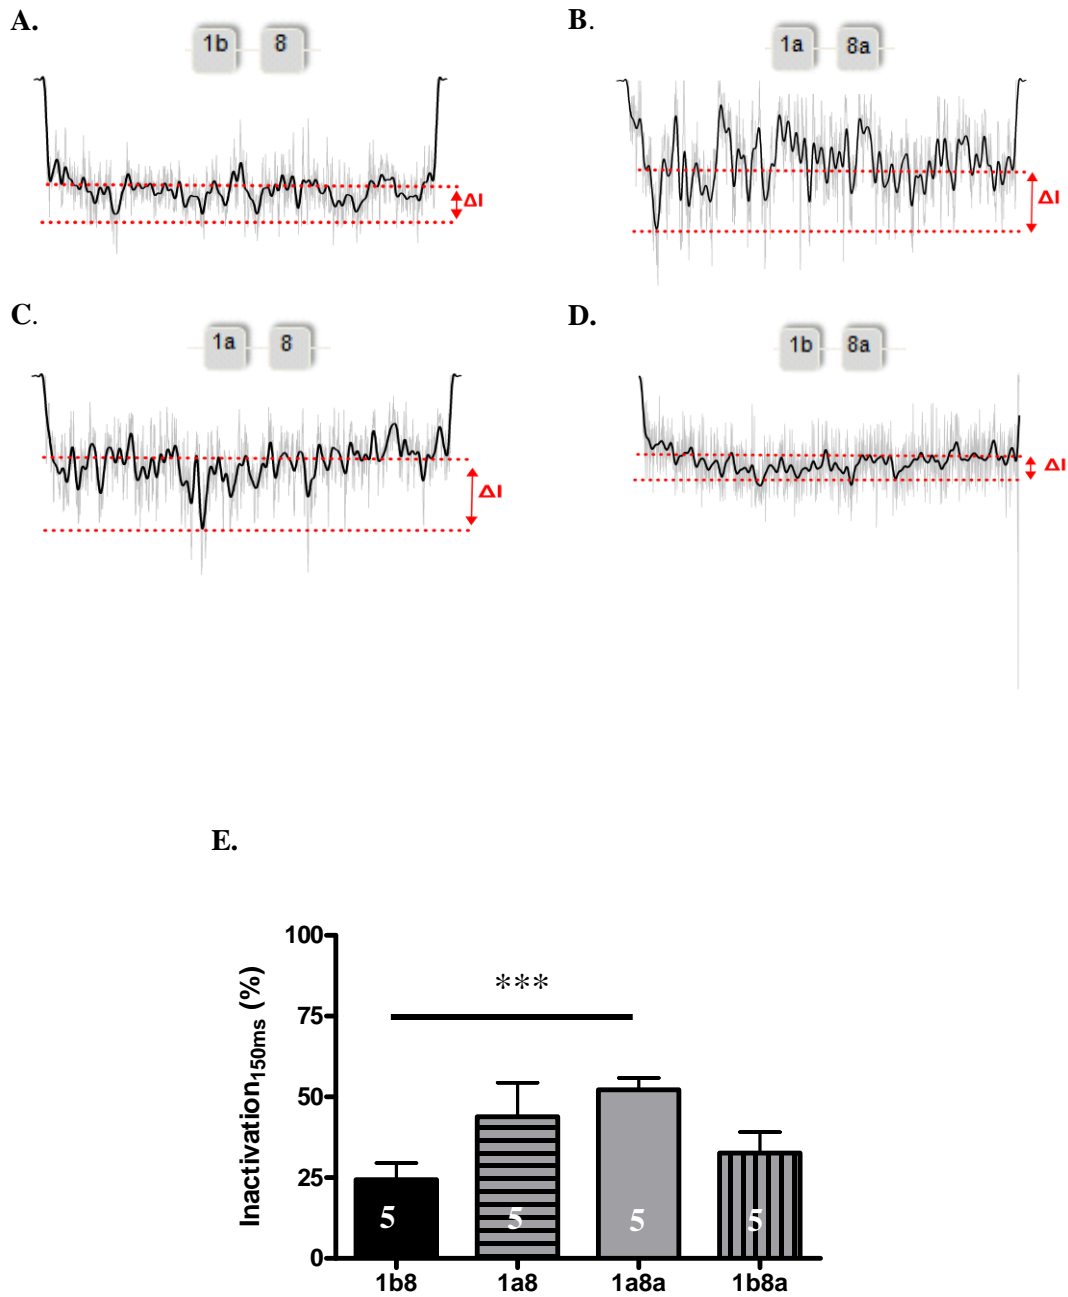 A.
1b 8
ΔI
B.
1a 8a
ΔI
C.
1a 8
ΔI
D.
1b 8a
ΔI
E.
Inactivation150ms (%)
100
75
50
25
0
***
5 5 5 5
1b8 1a8 1a8a 1b8a